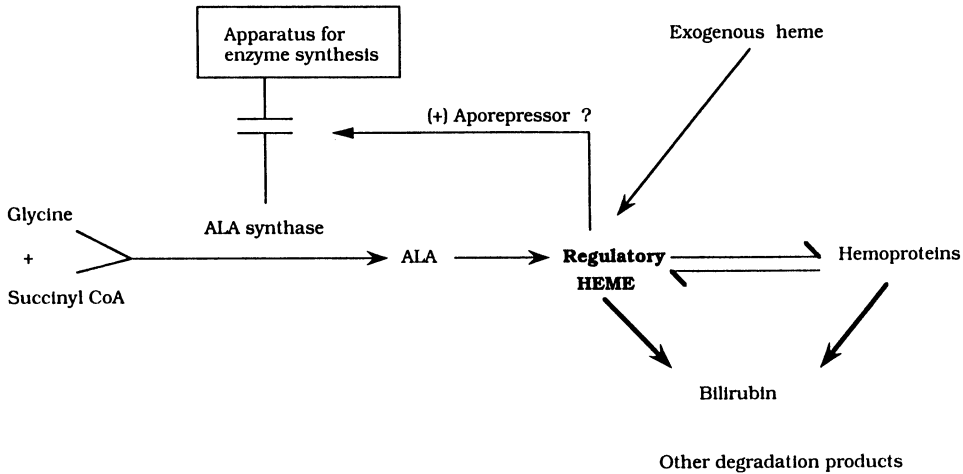 Apparatus for
enzyme synthesis
Exogenous heme
(+) Aporepressor ?
Glycine
+
Succinyl CoA
ALA synthase
ALA
Regulatory
HEME
Hemoproteins
Bilirubin
Other degradation products